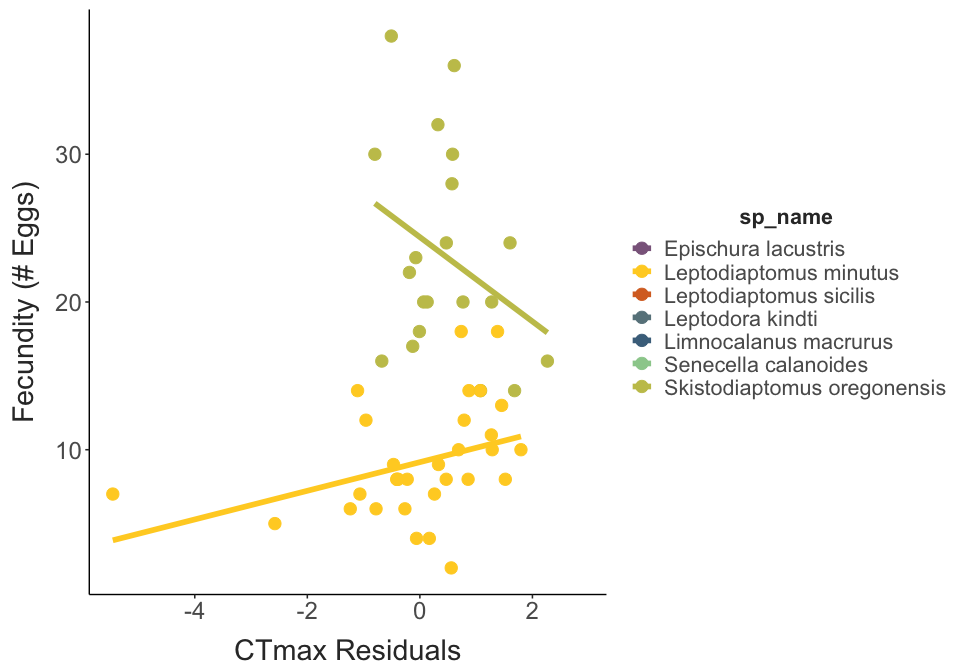 Fecundity (# Eggs)
30
20
10
-4
-2
0
2
CTmax Residuals
sp_name
Epischura lacustris
Leptodiaptomus minutus
Leptodiaptomus sicilis
Leptodora kindti
Limnocalanus macrurus
Senecella calanoides
Skistodiaptomus oregonensis